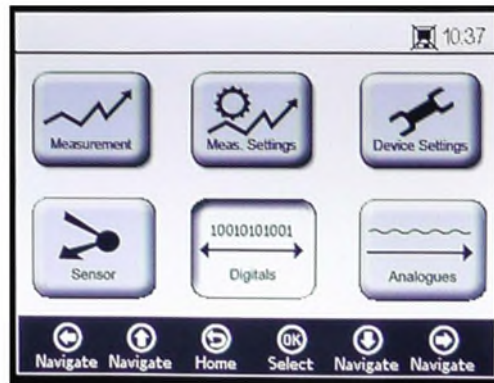 10:37
Measurement
Meas. Settings
Device Settings
10010101001
Sensor
Digitals
Analogues
Navigate Navigate Home OK Select Navigate Navigate